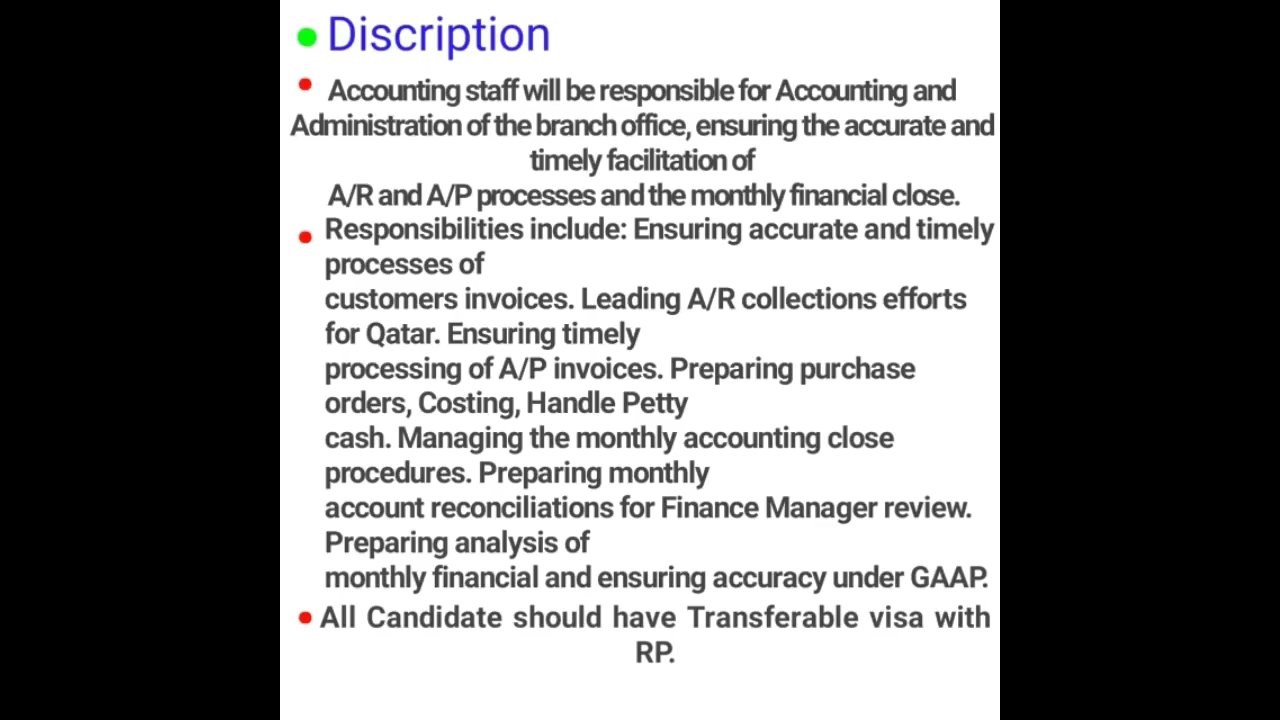 Discription
Accounting staff will be responsible for Accounting and
Administration of the branch office, ensuring the accurate and
timely facilitation of
A/R and A/P processes and the monthly financial close.
Responsibilities include: Ensuring accurate and timely
processes of
customers invoices. Leading A/R collections efforts
for Qatar. Ensuring timely
processing of A/P invoices. Preparing purchase
orders, Costing, Handle Petty
cash. Managing the monthly accounting close
procedures. Preparing monthly
account reconciliations for Finance Manager review.
Preparing analysis of
monthly financial and ensuring accuracy under GAAP.
All Candidate should have Transferable visa with
RP.